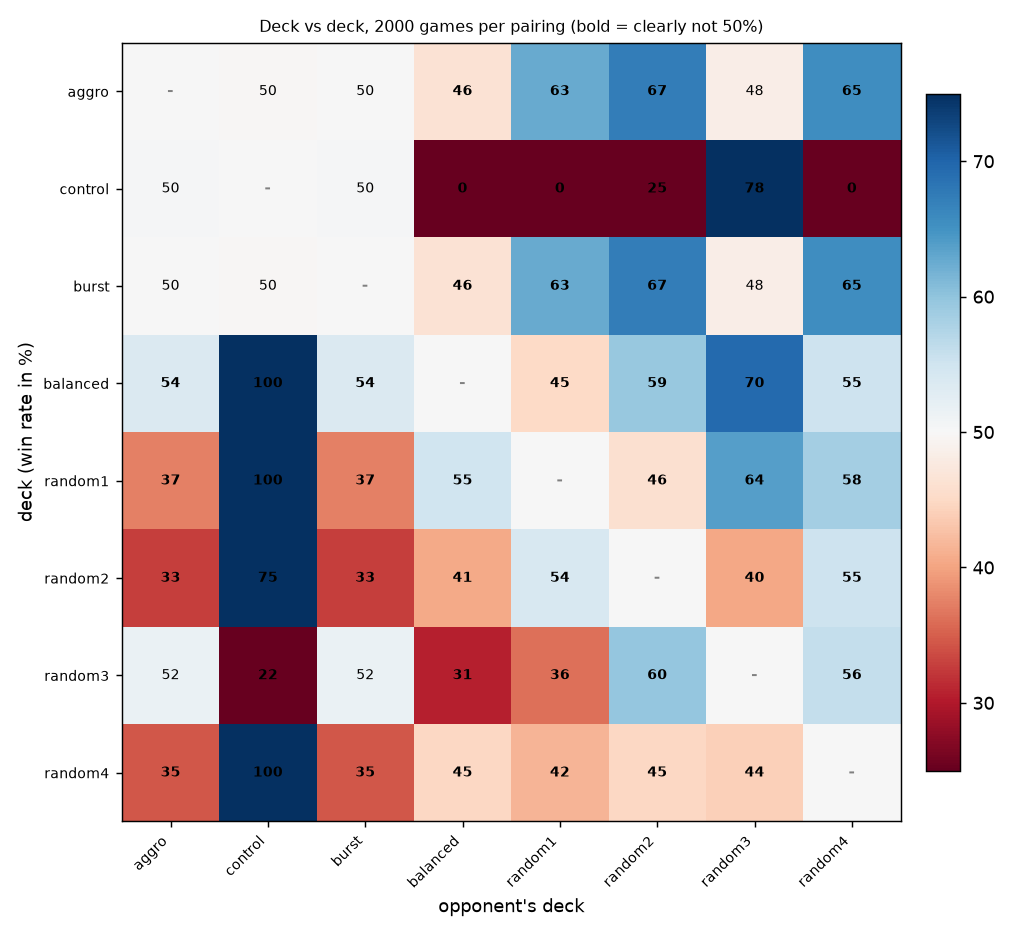 Deck vs deck, 2000 games per pairing (bold = clearly not 50%)
aggro - 50 50 46 63 67 48 65
control 50 - 50 0 0 25 78 0
burst 50 50 - 46 63 67 48 65
balanced 54 100 54 - 45 59 70 55
random1 37 100 37 55 - 46 64 58
random2 33 75 33 41 54 - 40 55
random3 52 22 52 31 36 60 - 56
random4 35 100 35 45 42 45 44 -
aggro control burst balanced random1 random2 random3 random4
opponent's deck
deck (win rate in %)
70
60
50
40
30